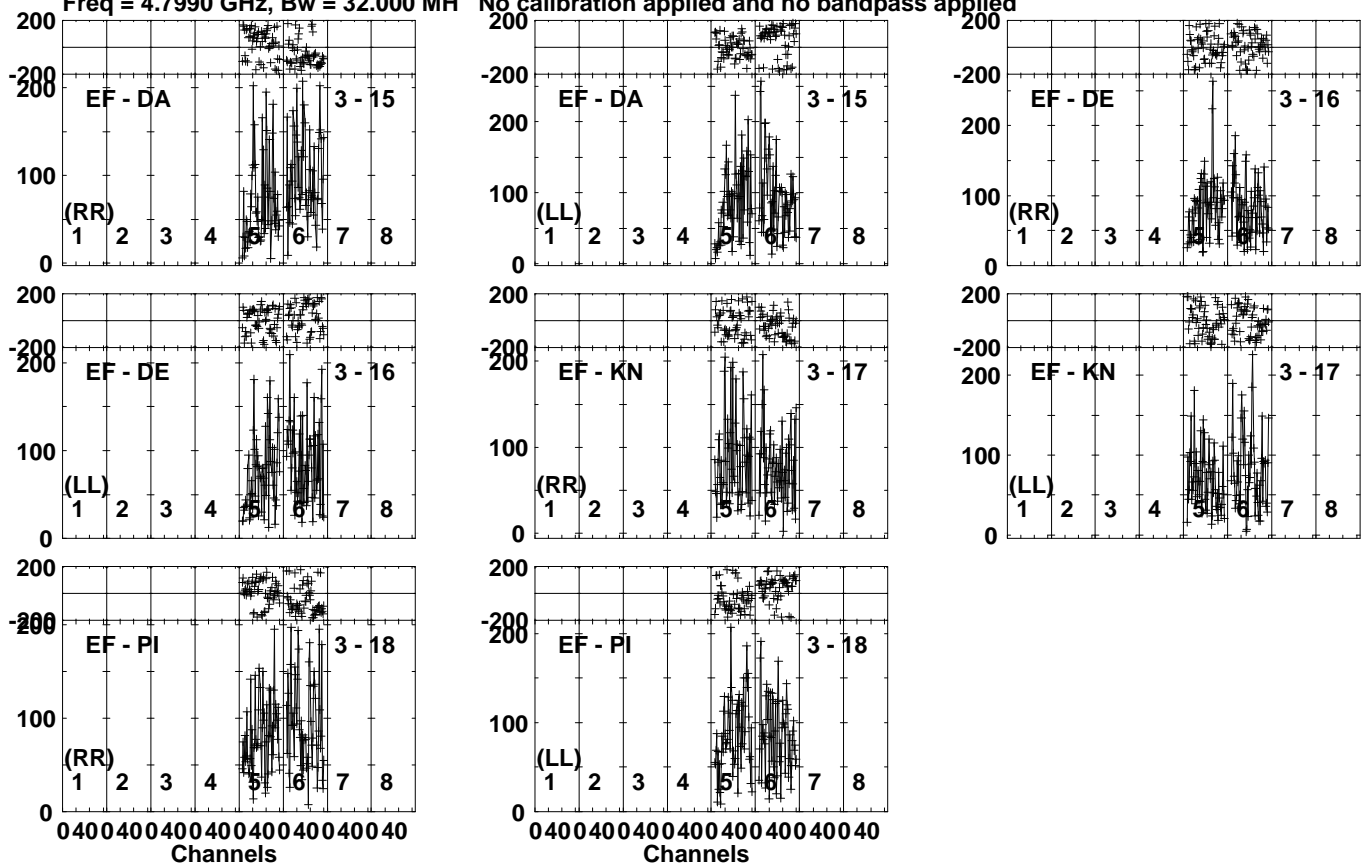 Freq = 4.7990 GHz, Bw = 32.000 MH No calibration applied and no bandpass applied
200
-200
200
100
0
EF - DA
3 - 15
(RR)
1 2 3 4 5 6 7 8
200
-200
200
100
0
EF - DA
3 - 15
(LL)
1 2 3 4 5 6 7 8
200
-200
200
100
0
EF - DE
3 - 16
(RR)
1 2 3 4 5 6 7 8
200
-200
200
100
0
EF - DE
3 - 16
(LL)
1 2 3 4 5 6 7 8
200
-200
200
100
0
EF - KN
3 - 17
(RR)
1 2 3 4 5 6 7 8
200
-200
200
100
0
EF - KN
3 - 17
(LL)
1 2 3 4 5 6 7 8
200
-200
200
100
0
EF - PI
3 - 18
(RR)
1 2 3 4 5 6 7 8
0 40 0 40 0 40 0 40 0 40 0 40 0 40 0 40
Channels
200
-200
200
100
0
EF - PI
3 - 18
(LL)
1 2 3 4 5 6 7 8
0 40 0 40 0 40 0 40 0 40 0 40 0 40 0 40
Channels